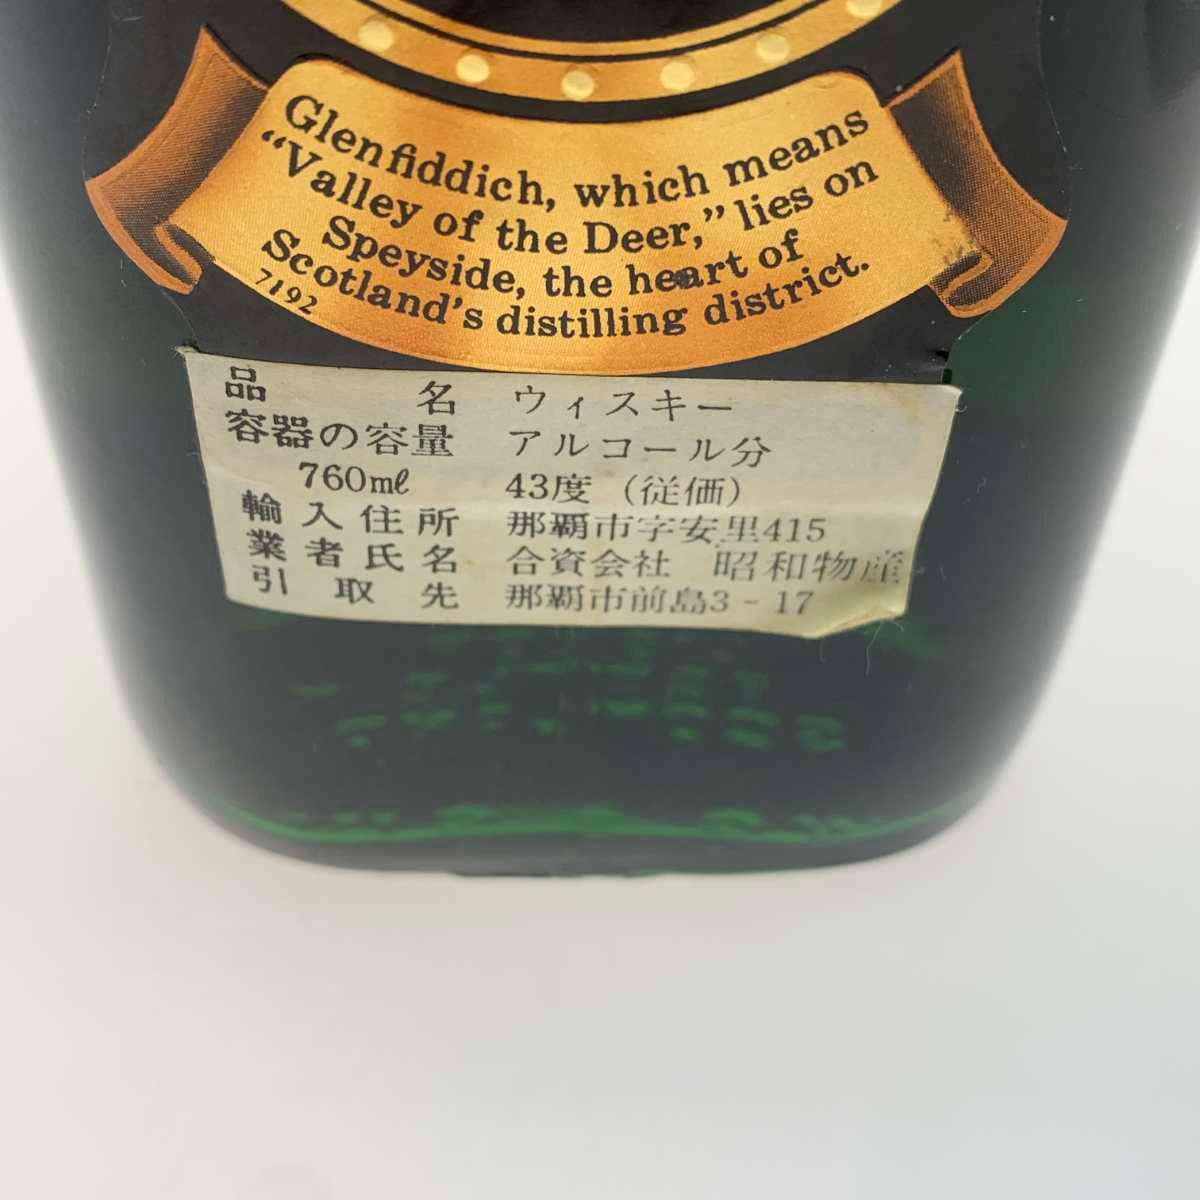 Glenfiddich, which means
“Valley of the Deer,” lies on
Speyside, the heart of
Scotland's distilling district.
7192
品名 ウィスキー
容器の容量 アルコール分
760ml 43度 (従価)
輸入住所 那覇市字安里415
業者氏名 合資会社 昭和物産
引取先 那覇市前島3-17